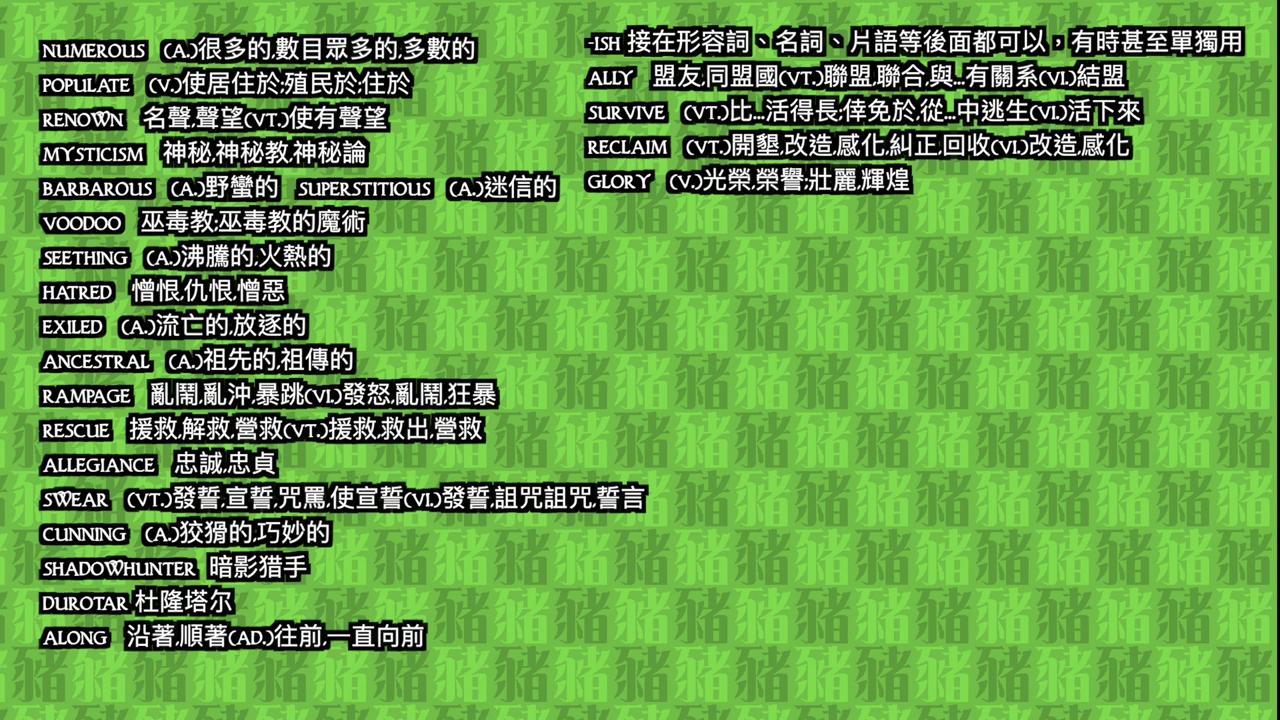 NUMEROUS (A.)很多的,數目眾多的,多數的
POPULATE (V.)使居住於;殖民於;住於
RENOWN 名聲,聲望(VT.)使有聲望
MYSTICISM 神秘,神秘教,神秘論
BARBAROUS (A.)野蠻的 SUPERSTITIOUS (A.)迷信的
VOODOO 巫毒教;巫毒教的魔術
SEETHING (A.)沸騰的,火熱的
HATRED 憎恨,仇恨,憎惡
EXILED (A.)流亡的,放逐的
ANCESTRAL (A.)祖先的,祖傳的
RAMPAGE 亂鬧,亂沖,暴跳(VI.)發怒,亂鬧,狂暴
RESCUE 援救,解救,營救(VT.)援救,救出,營救
ALLEGIANCE 忠誠,忠貞
SWEAR (VT.)發誓,宣誓,咒罵,使宣誓(VI.)發誓,詛咒詛咒,誓言
CUNNING (A.)狡猾的,巧妙的
SHADOWHUNTER 暗影猎手
DUROTAR 杜隆塔尔
ALONG 沿著,順著(AD.)往前,一直向前
-ISH 接在形容詞、名詞、片語等後面都可以，有時甚至單獨用
ALLY 盟友,同盟國(VT.)聯盟,聯合,與...有關系(VI.)結盟
SURVIVE (VT.)比...活得長;倖免於,從...中逃生(VI.)活下來
RECLAIM (VT.)開墾,改造,感化,糾正,回收(VI.)改造,感化
GLORY (V.)光榮,榮譽;壯麗,輝煌
豬